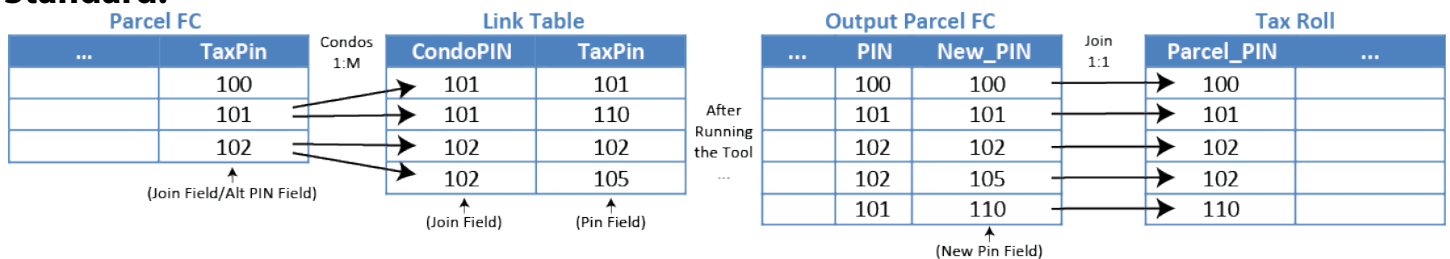 Standard:
Parcel FC Link Table Output Parcel FC Tax Roll
... TaxPin Condos 1:M CondoPIN TaxPin ... PIN New_PIN Join 1:1 Parcel_PIN ...
100 101 101 100 100 100
101 101 110 After Running the Tool ... 101 101 101
102 102 102 102 102 102
102 105 102 105 102
101 110 110
(Join Field/Alt PIN Field) (Join Field) (Pin Field)
(New Pin Field)